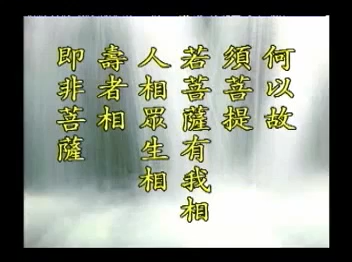 何以故
須菩提
若菩薩有我相
人相眾生相
壽者相
即非菩薩